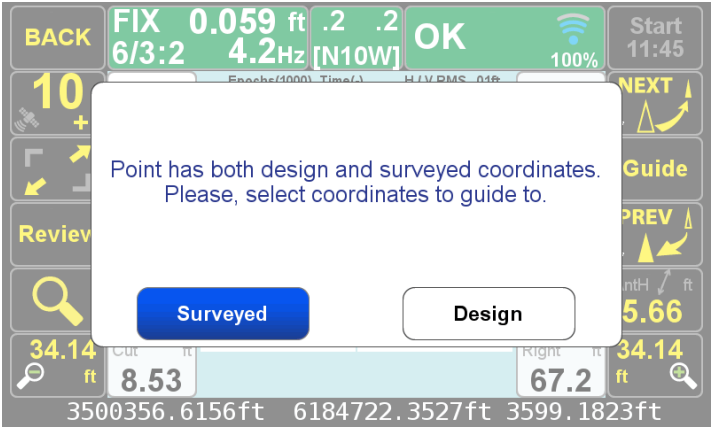 BACK
FIX 0.059 ft
6/3:2 4.2Hz
.2 .2
[N10W]
OK
100%
Start
11:45
10
+
NEXT
Point has both design and surveyed coordinates.
Please, select coordinates to guide to.
Guide
Review
PREV
Surveyed
Design
ft
5.66
34.14
ft
Cut ft
8.53
Right ft
67.2
34.14
ft
3500356.6156ft 6184722.3527ft 3599.1823ft